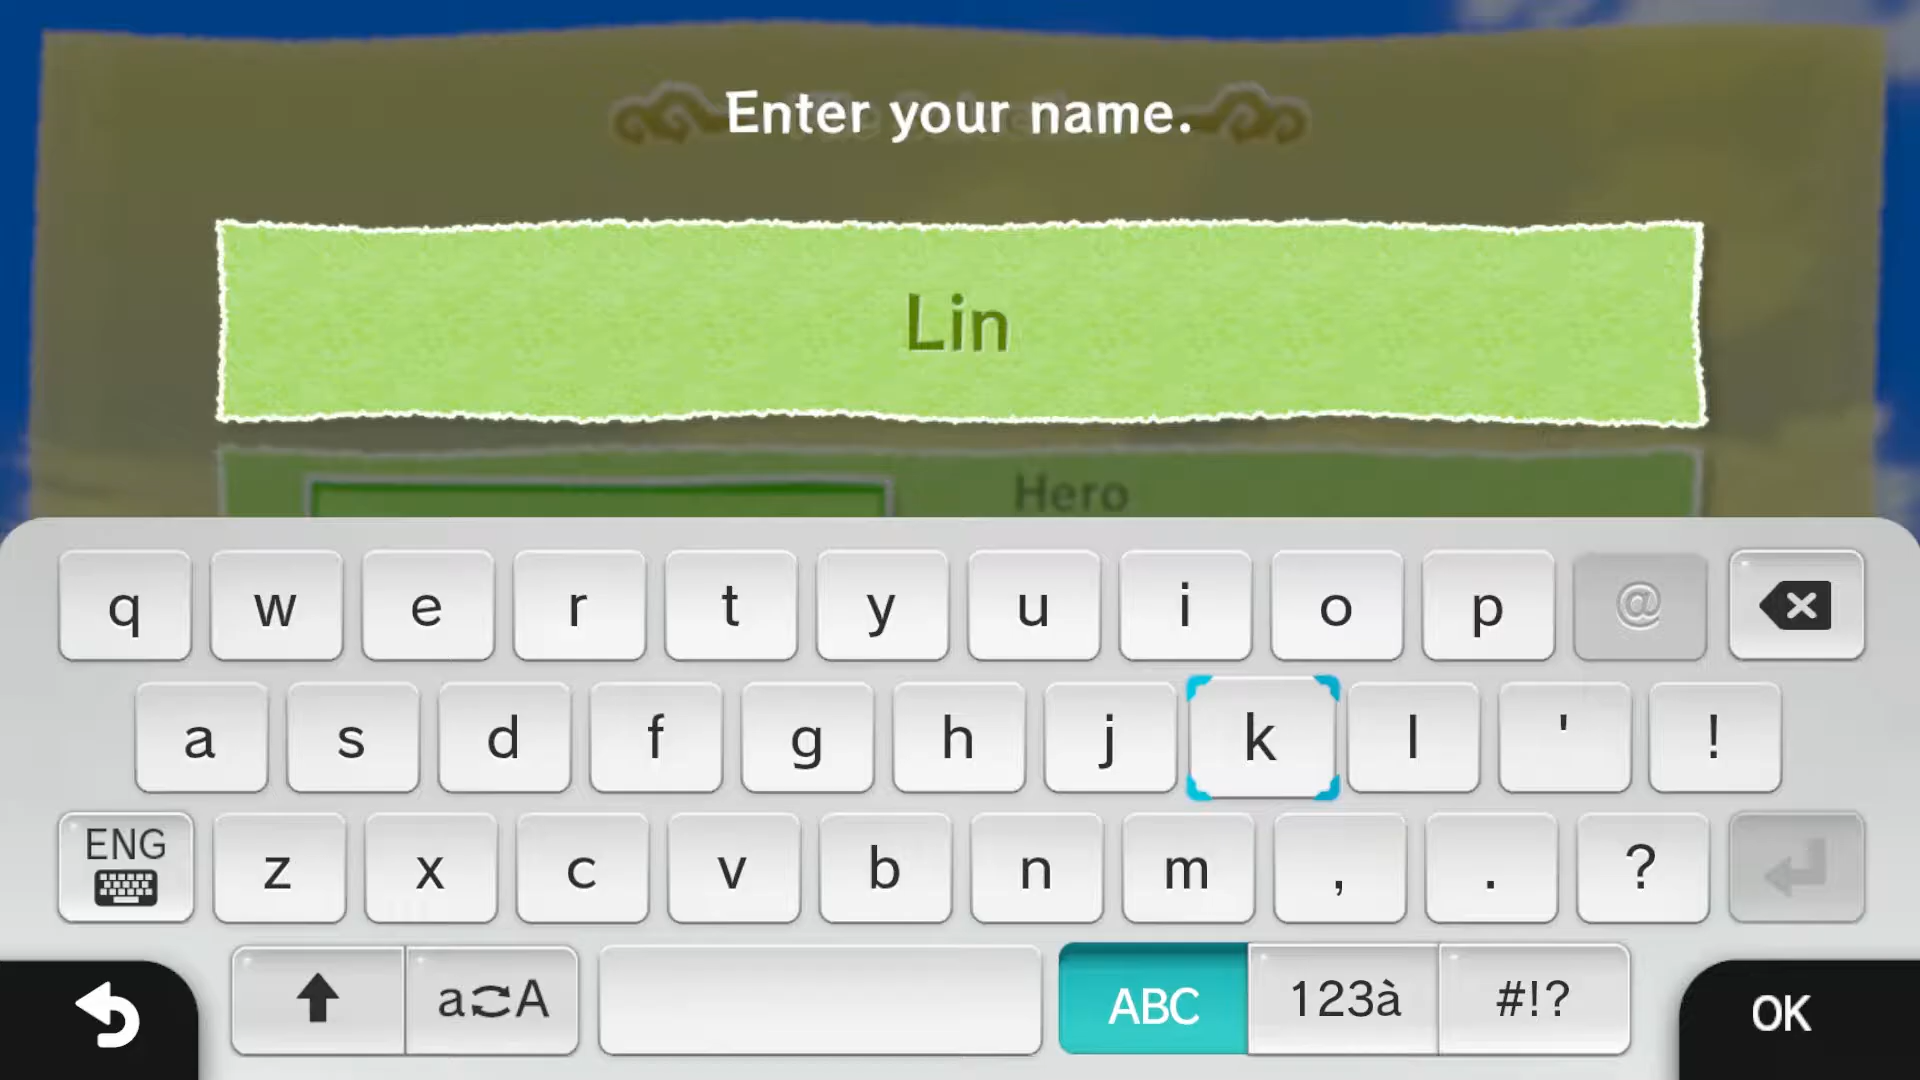 Enter your name.
Lin
Hero
q w e r t y u i o p @
a s d f g h j k l ' !
ENG z x c v b n m , . ?
a A ABC 123à #!? OK